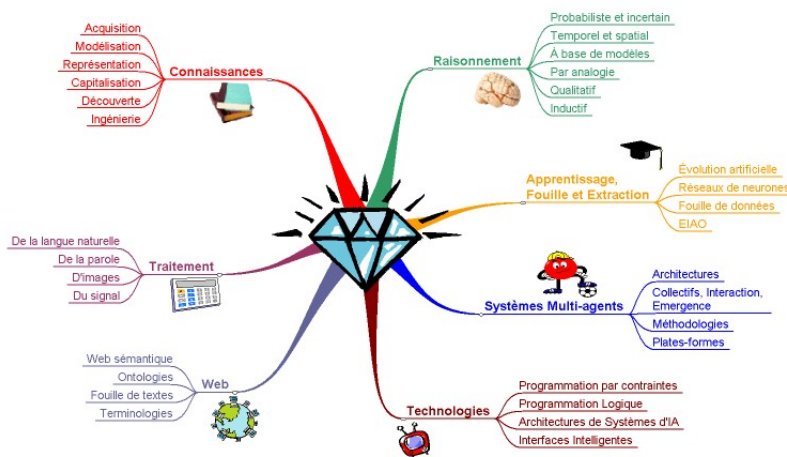 Acquisition
Modélisation
Représentation
Capitalisation
Découverte
Ingénierie
Connaissances
Probabiliste et incertain
Temporel et spatial
À base de modèles
Par analogie
Qualitatif
Inductif
Raisonnement
Apprentissage,
Fouille et Extraction
Évolution artificielle
Réseaux de neurones
Fouille de données
EIAO
De la langue naturelle
De la parole
D'images
Du signal
Traitement
Systèmes Multi-agents
Architectures
Collectifs, Interaction,
Emergence
Méthodologies
Plates-formes
Web sémantique
Ontologies
Fouille de textes
Terminologies
Web
Technologies
Programmation par contraintes
Programmation Logique
Architectures de Systèmes d'IA
Interfaces Intelligentes